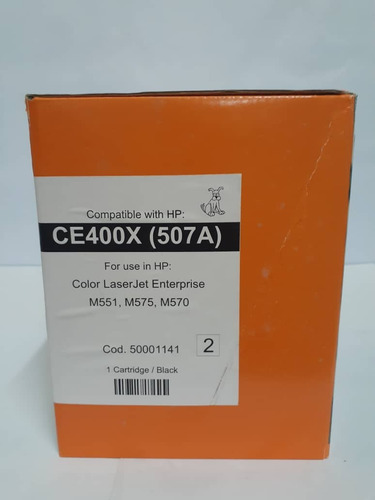 Compatible with HP:
CE400X (507A)
For use in HP:
Color LaserJet Enterprise
M551, M575, M570
Cod. 50001141
2
1 Cartridge / Black